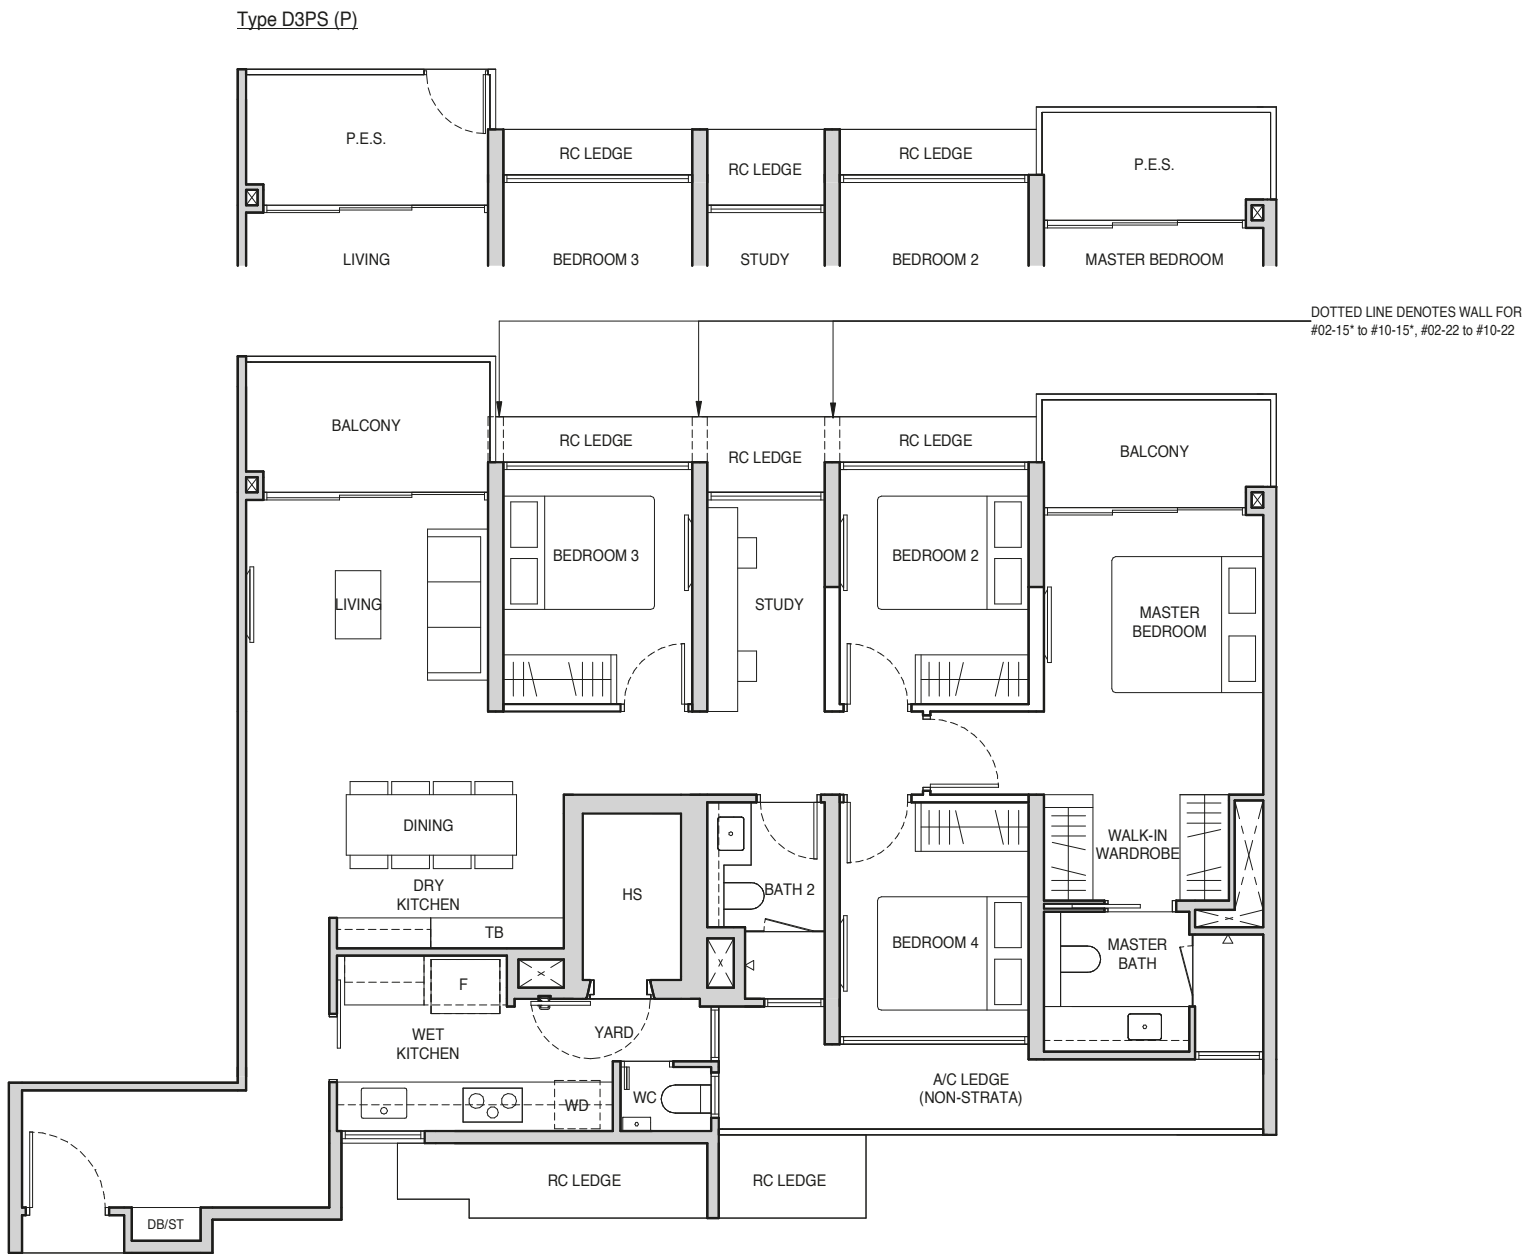 Type D3PS (P)
P.E.S.
RC LEDGE
RC LEDGE
RC LEDGE
P.E.S.
LIVING
BEDROOM 3
STUDY
BEDROOM 2
MASTER BEDROOM
DOTTED LINE DENOTES WALL FOR
#02-15* to #10-15*, #02-22 to #10-22
BALCONY
RC LEDGE
RC LEDGE
RC LEDGE
BALCONY
BEDROOM 3
BEDROOM 2
LIVING
STUDY
MASTER
BEDROOM
DINING
DRY
KITCHEN
TB
HS
BATH 2
WALK-IN
WARDROBE
BEDROOM 4
MASTER
BATH
F
WET
KITCHEN
YARD
WD
WC
A/C LEDGE
(NON-STRATA)
RC LEDGE
RC LEDGE
DB/ST